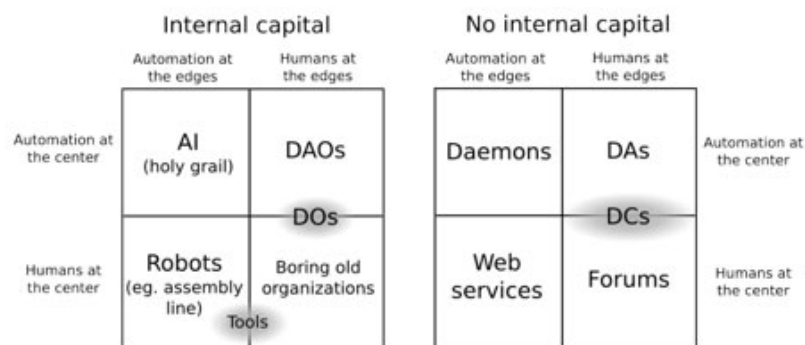 Internal capital
No internal capital
Automation at
the edges
Humans at
the edges
Automation at
the edges
Humans at
the edges
Automation at
the center
AI
(holy grail)
DAOs
Daemons
DAs
Automation at
the center
DOs
DCs
Humans at
the center
Robots
(eg. assembly
line)
Boring old
organizations
Web
services
Forums
Humans at
the center
Tools